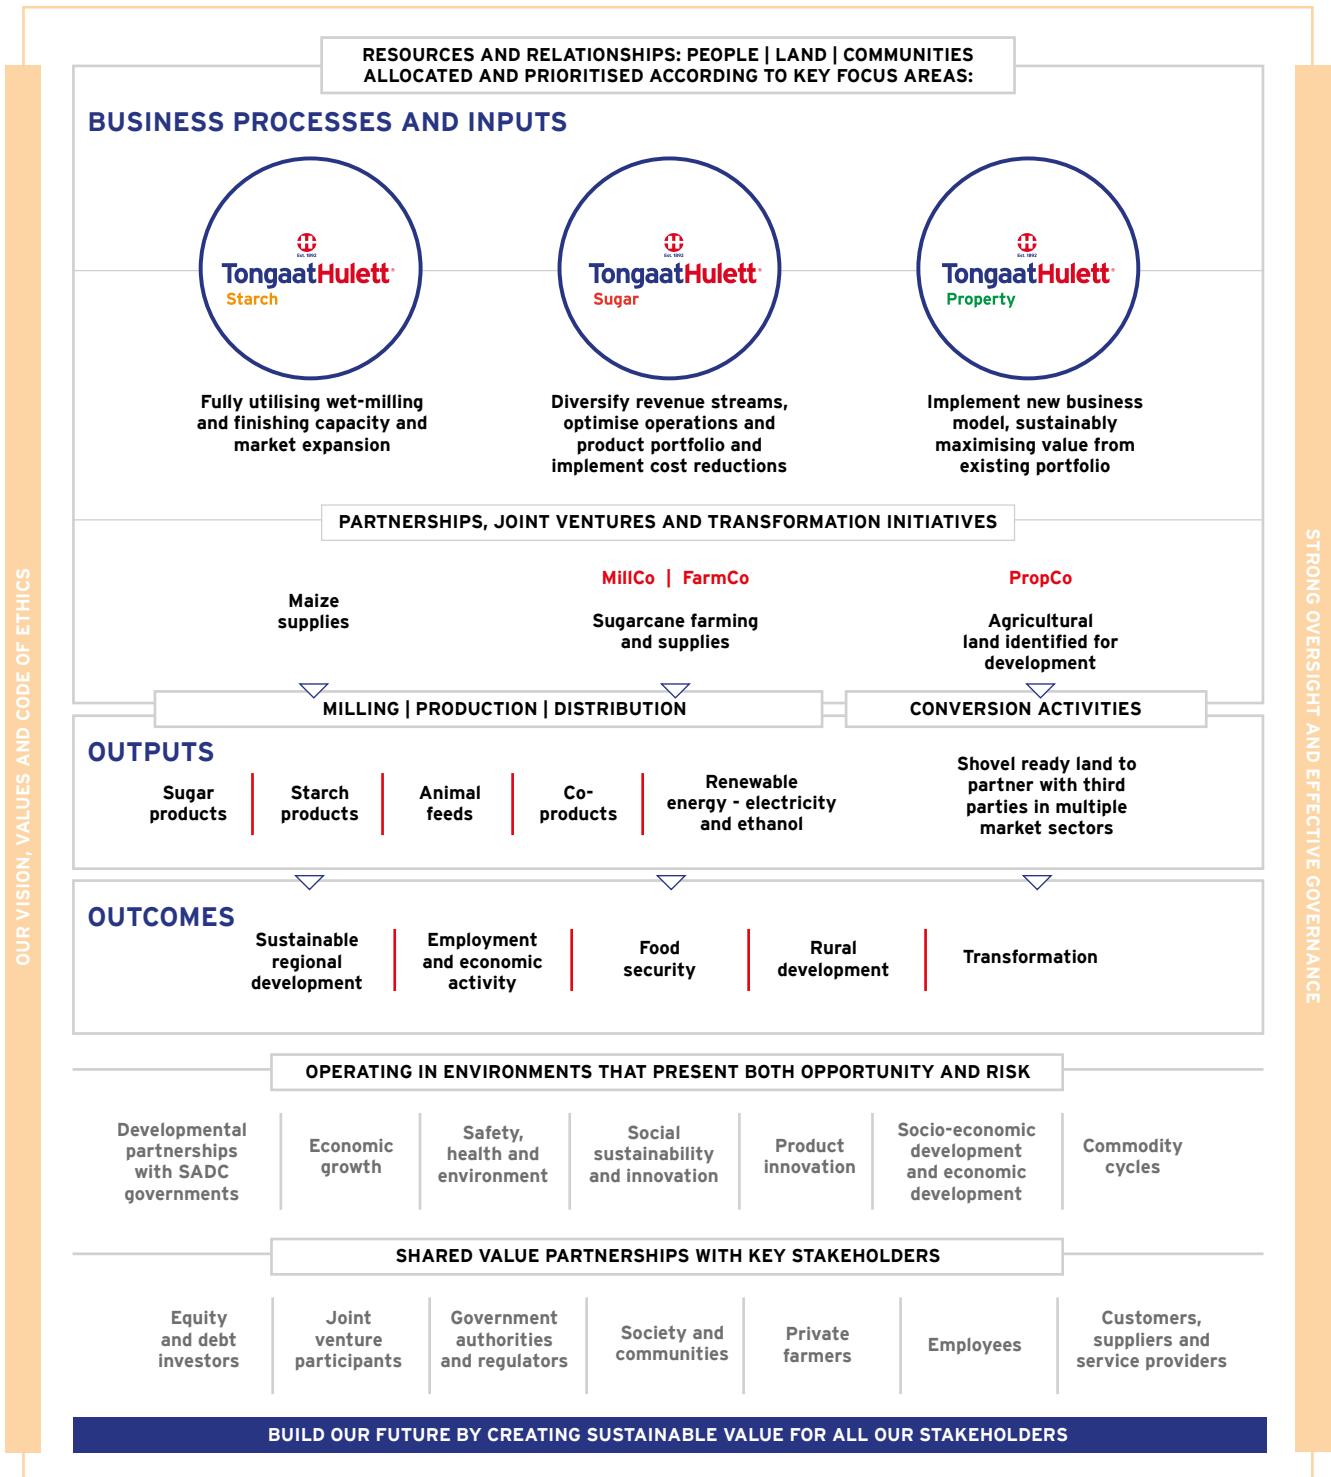 RESOURCES AND RELATIONSHIPS: PEOPLE | LAND | COMMUNITIES
ALLOCATED AND PRIORITISED ACCORDING TO KEY FOCUS AREAS:
BUSINESS PROCESSES AND INPUTS
Est. 1892
TongaatHulett®
Starch
Est. 1892
TongaatHulett®
Sugar
Est. 1892
TongaatHulett®
Property
Fully utilising wet-milling
and finishing capacity and
market expansion
Diversify revenue streams,
optimise operations and
product portfolio and
implement cost reductions
Implement new business
model, sustainably
maximising value from
existing portfolio
PARTNERSHIPS, JOINT VENTURES AND TRANSFORMATION INITIATIVES
Maize
supplies
MillCo | FarmCo
Sugarcane farming
and supplies
PropCo
Agricultural
land identified for
development
MILLING | PRODUCTION | DISTRIBUTION
CONVERSION ACTIVITIES
OUTPUTS
Sugar
products
Starch
products
Animal
feeds
Co-
products
Renewable
energy - electricity
and ethanol
Shovel ready land to
partner with third
parties in multiple
market sectors
OUTCOMES
Sustainable
regional
development
Employment
and economic
activity
Food
security
Rural
development
Transformation
OPERATING IN ENVIRONMENTS THAT PRESENT BOTH OPPORTUNITY AND RISK
Developmental
partnerships
with SADC
governments
Economic
growth
Safety,
health and
environment
Social
sustainability
and innovation
Product
innovation
Socio-economic
development
and economic
development
Commodity
cycles
SHARED VALUE PARTNERSHIPS WITH KEY STAKEHOLDERS
Equity
and debt
investors
Joint
venture
participants
Government
authorities
and regulators
Society and
communities
Private
farmers
Employees
Customers,
suppliers and
service providers
BUILD OUR FUTURE BY CREATING SUSTAINABLE VALUE FOR ALL OUR STAKEHOLDERS
OUR VISION, VALUES AND CODE OF ETHICS
STRONG OVERSIGHT AND EFFECTIVE GOVERNANCE